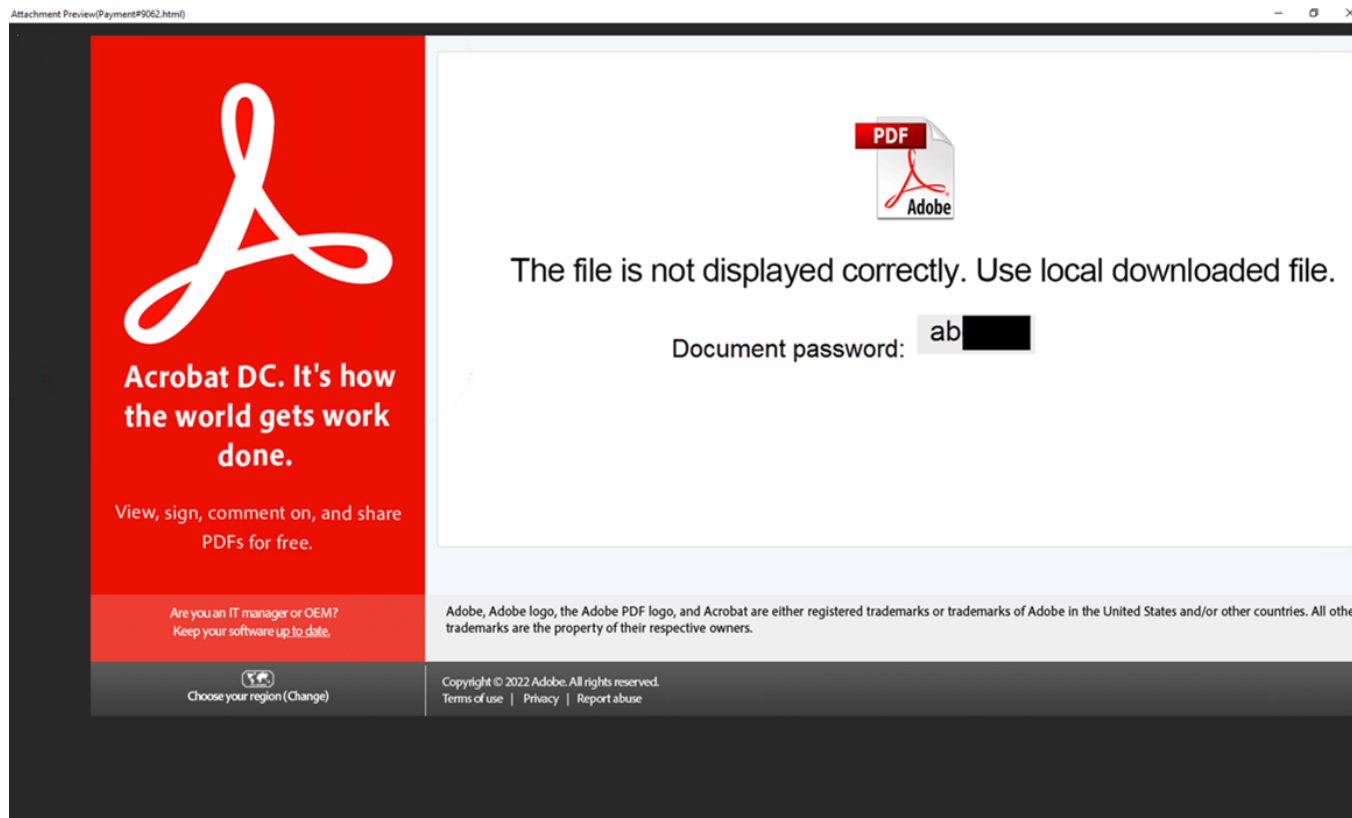 Attachment Preview(Payment#9062.html)
PDF
Adobe
The file is not displayed correctly. Use local downloaded file.
Document password: ab
Acrobat DC. It's how
the world gets work
done.
View, sign, comment on, and share
PDFs for free.
Are you an IT manager or OEM?
Keep your software up to date.
Adobe, Adobe logo, the Adobe PDF logo, and Acrobat are either registered trademarks or trademarks of Adobe in the United States and/or other countries. All othe
trademarks are the property of their respective owners.
Choose your region (Change)
Copyright © 2022 Adobe. All rights reserved.
Terms of use | Privacy | Report abuse